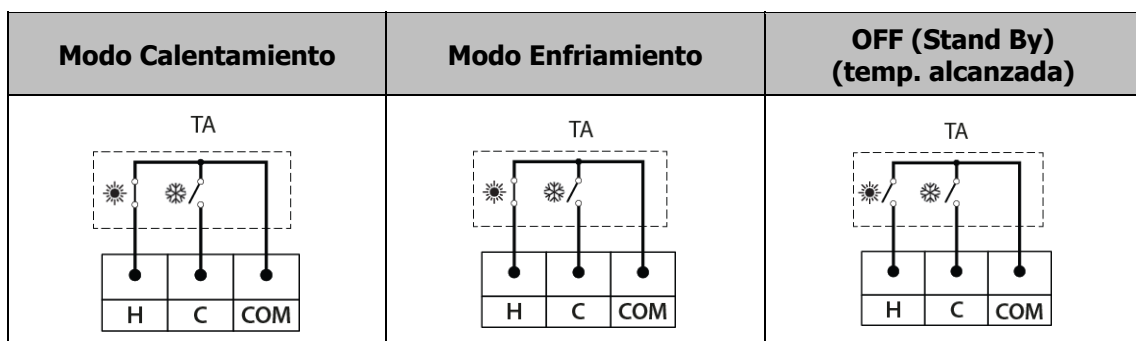 Modo Calentamiento
Modo Enfriamiento
OFF (Stand By)
(temp. alcanzada)
TA
H C COM
TA
H C COM
TA
H C COM